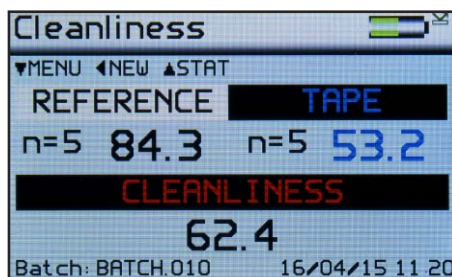 Cleanliness
▼MENU ◀NEW ▲STAT
REFERENCE TAPE
n=5 84.3 n=5 53.2
CLEANLINESS
62.4
Batch: BATCH.010 16/04/15 11.20